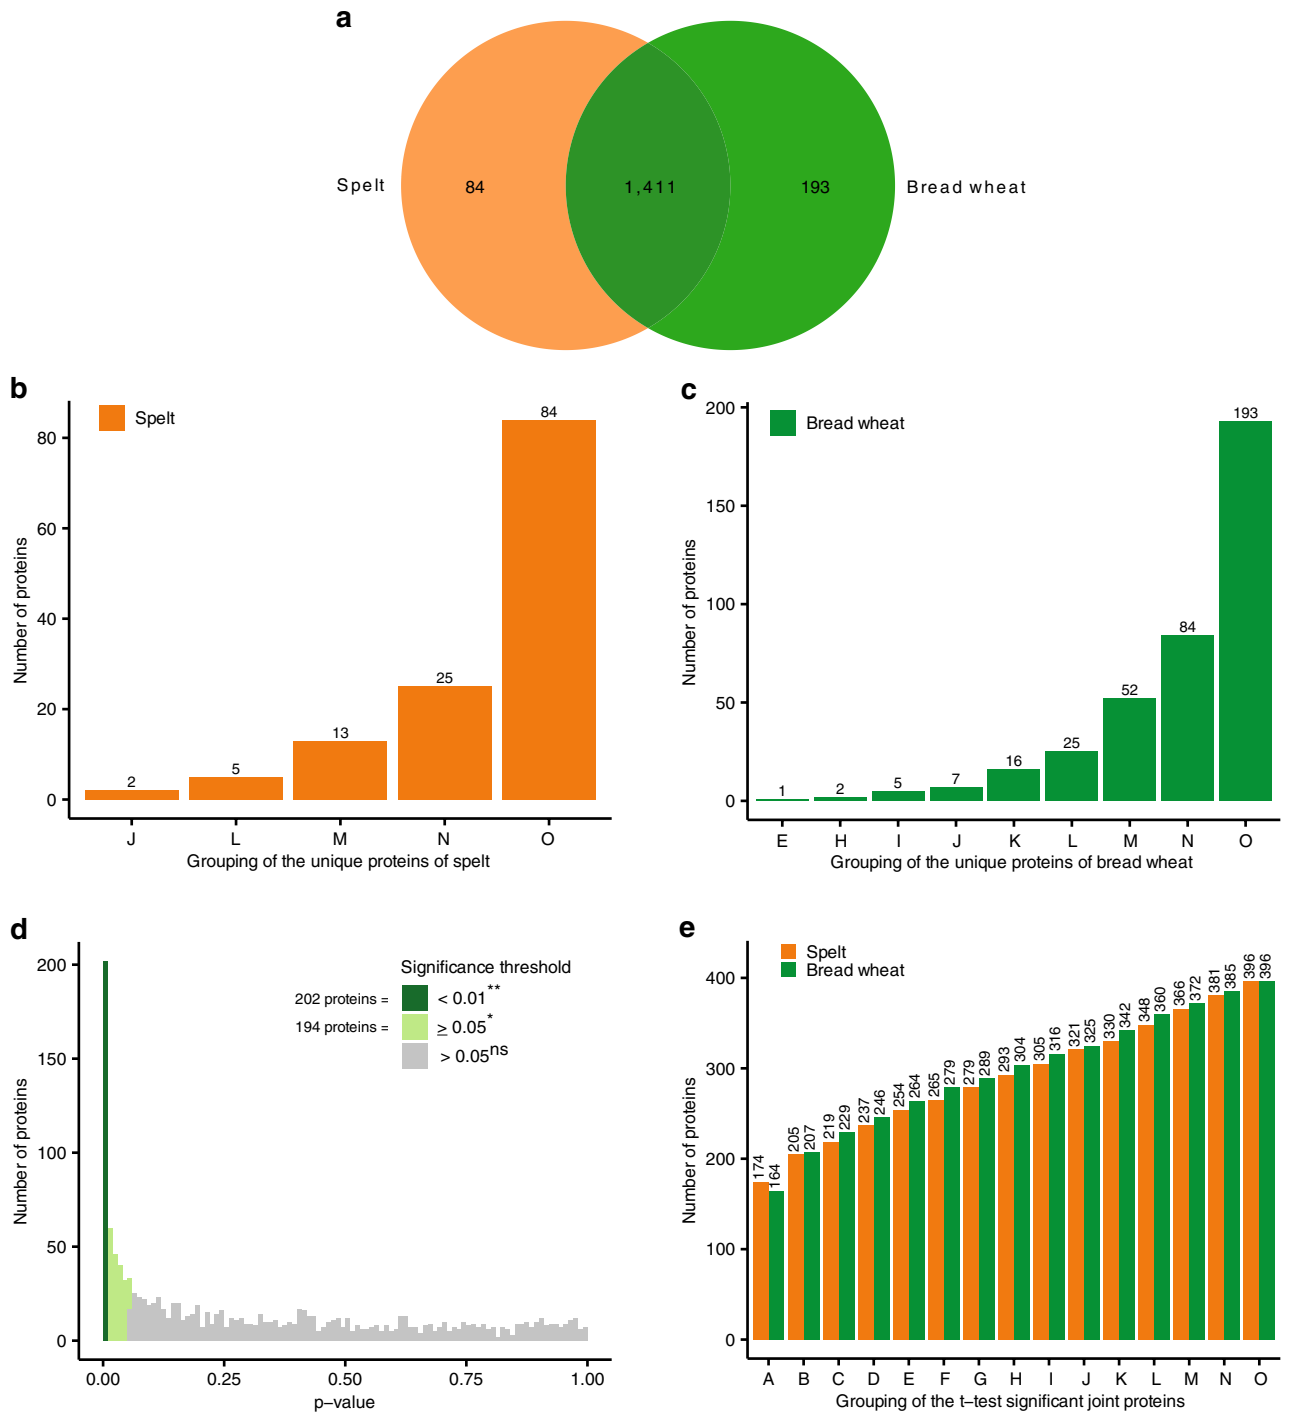 a
Spelt
84
1,411
193
Bread wheat
b
Spelt
Number of proteins
80
60
40
20
0
2
5
13
25
84
J L M N O
Grouping of the unique proteins of spelt
c
Bread wheat
Number of proteins
200
150
100
50
0
1
2
5
7
16
25
52
84
193
E H I J K L M N O
Grouping of the unique proteins of bread wheat
d
Number of proteins
200
150
100
50
0
Significance threshold
202 proteins = < 0.01**
194 proteins = ≥ 0.05*
> 0.05ns
0.00 0.25 0.50 0.75 1.00
p−value
e
Spelt
Bread wheat
Number of proteins
400
300
200
100
0
174 164
205 207
219 229
237 246
254 264
265 279
279 289
293 304
305 316
321 325
330 342
348 360
366 372
381 385
396 396
A B C D E F G H I J K L M N O
Grouping of the t−test significant joint proteins